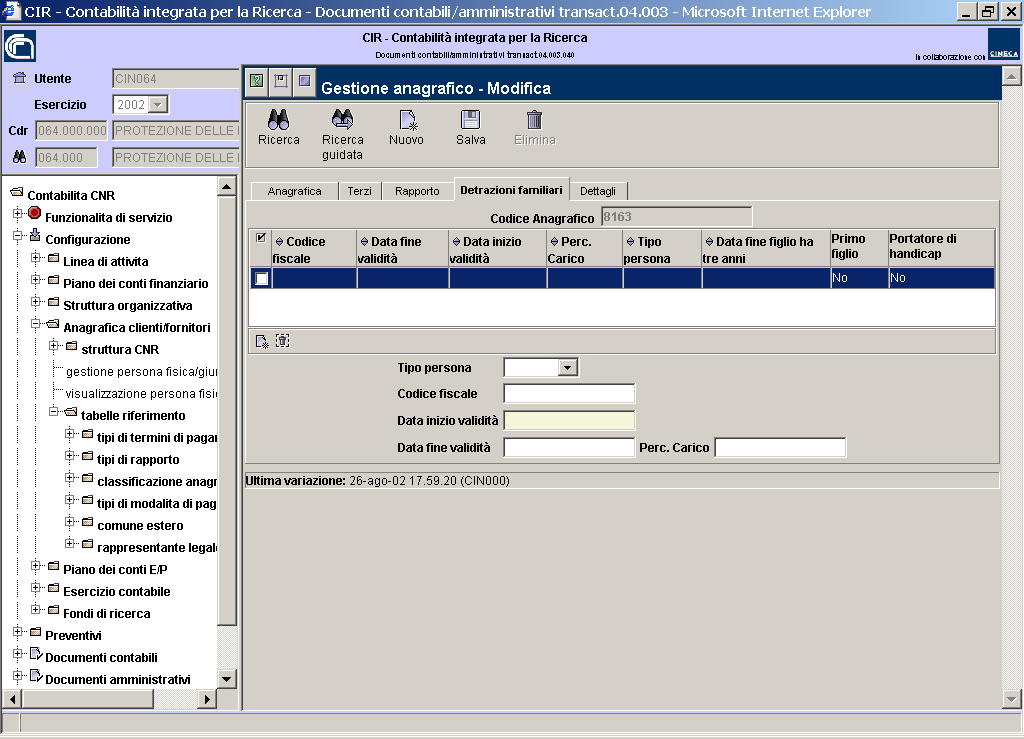 CIR - Contabilità integrata per la Ricerca - Documenti contabili/amministrativi transact.04.003 - Microsoft Internet Explorer
CIR - Contabilità integrata per la Ricerca
Documenti contabili/amministrativi transact.04.003.040
in collaborazione con CINECA
Utente CIN064
Esercizio 2002
Cdr 064.000.000 PROTEZIONE DELLE
064.000 PROTEZIONE DELLE
Contabilita CNR
Funzionalita di servizio
Configurazione
Linea di attivita
Piano dei conti finanziario
Struttura organizzativa
Anagrafica clienti/fornitori
struttura CNR
gestione persona fisica/giu
visualizzazione persona fisi
tabelle riferimento
tipi di termini di pagar
tipi di rapporto
classificazione anagr
tipi di modalita di pag
comune estero
rappresentante legale
Piano dei conti E/P
Esercizio contabile
Fondi di ricerca
Preventivi
Documenti contabili
Documenti amministrativi
Gestione anagrafico - Modifica
Ricerca
Ricerca guidata
Nuovo
Salva
Elimina
Anagrafica Terzi Rapporto Detrazioni familiari Dettagli
Codice Anagrafico 8163
Codice fiscale
Data fine validità
Data inizio validità
Perc. Carico
Tipo persona
Data fine figlio ha tre anni
Primo figlio
Portatore di handicap
No No
Tipo persona
Codice fiscale
Data inizio validità
Data fine validità Perc. Carico
Ultima variazione: 26-ago-02 17.59.20 (CIN000)